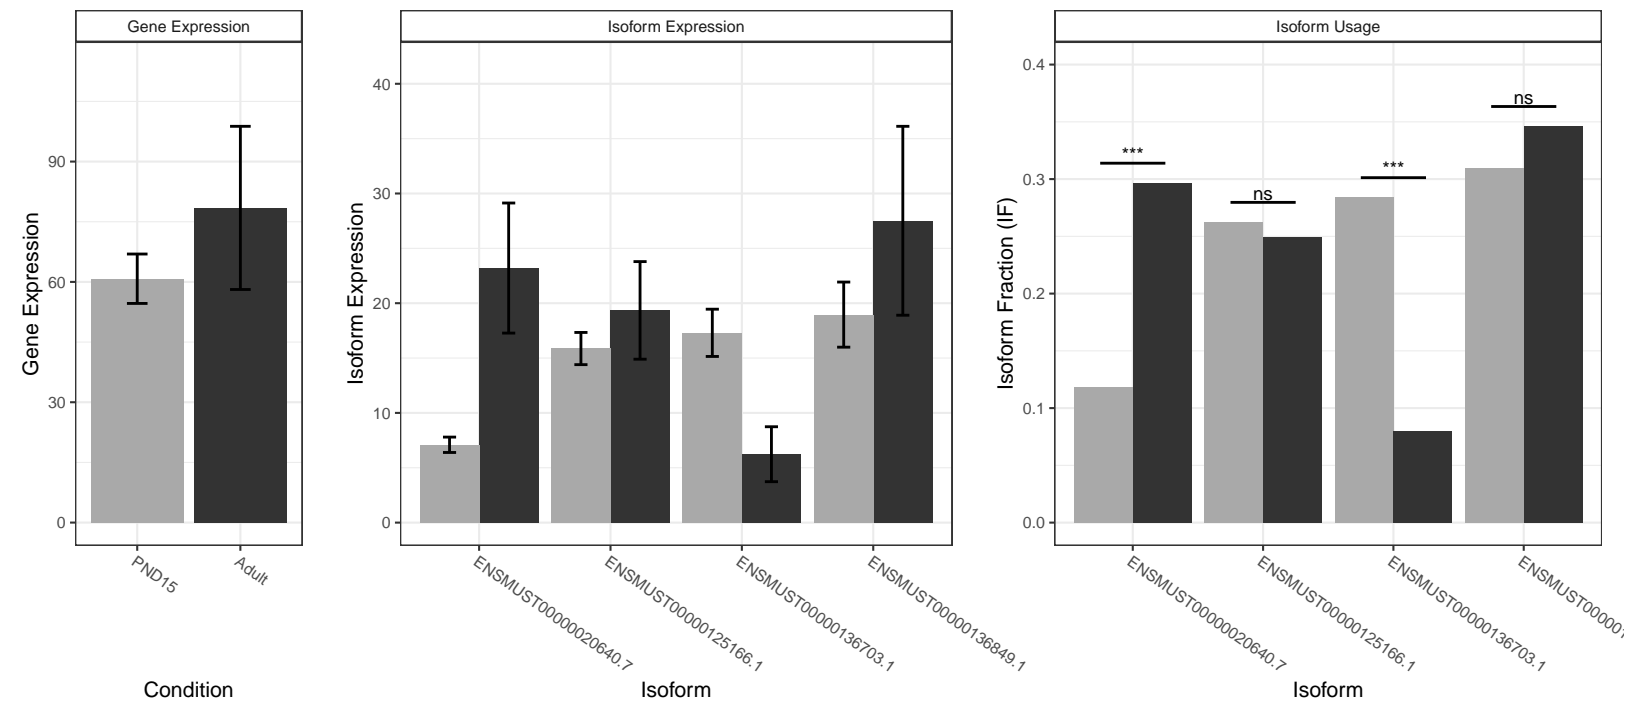 Gene Expression
Isoform Expression
Isoform Usage
Gene Expression
90
60
30
0
PND15
Adult
Condition
Isoform Expression
40
30
20
10
0
ENSMUST00000020640.7
ENSMUST00000125166.1
ENSMUST00000136703.1
ENSMUST00000136849.1
Isoform
Isoform Fraction (IF)
0.4
0.3
0.2
0.1
0.0
***
ns
***
ns
ENSMUST00000020640.7
ENSMUST00000125166.1
ENSMUST00000136703.1
ENSMUST00000
Isoform